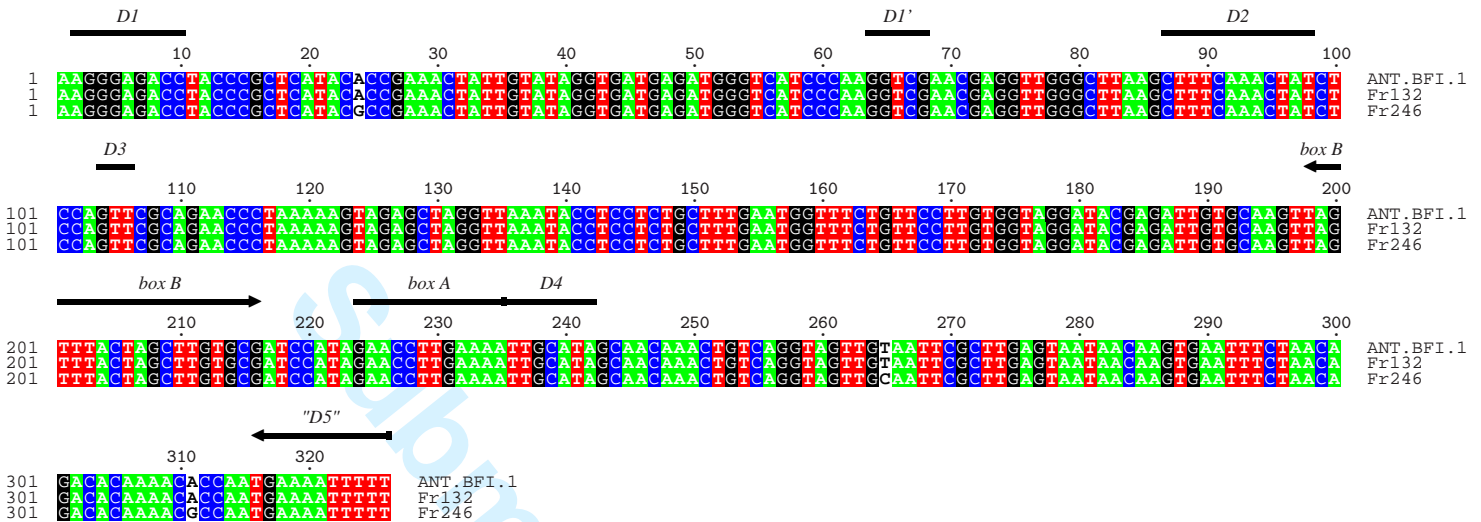 D1 D1’ D2
10 20 30 40 50 60 70 80 90 100
1 AAGGGAGACCTACCCGCTCATACACCGAAACTATTGTATAGGTGATGAGATGGGTCATCCCAAGGTCGAACGAGGTTGGGCTTAAGCTTTCAAACTATCT ANT.BFI.1
1 AAGGGAGACCTACCCGCTCATACACCGAAACTATTGTATAGGTGATGAGATGGGTCATCCCAAGGTCGAACGAGGTTGGGCTTAAGCTTTCAAACTATCT Fr132
1 AAGGGAGACCTACCCGCTCATACGCCGAAACTATTGTATAGGTGATGAGATGGGTCATCCCAAGGTCGAACGAGGTTGGGCTTAAGCTTTCAAACTATCT Fr246
D3 box B
110 120 130 140 150 160 170 180 190 200
101 CCAGTTCGCAGAACCCTAAAAAGTAGAGCTAGGTTAAATACCTCCTCTGCTTTGAATGGTTTCTGTTCCTTGTGGTAGGATACGAGATTGTGCAAGTTAG ANT.BFI.1
101 CCAGTTCGCAGAACCCTAAAAAGTAGAGCTAGGTTAAATACCTCCTCTGCTTTGAATGGTTTCTGTTCCTTGTGGTAGGATACGAGATTGTGCAAGTTAG Fr132
101 CCAGTTCGCAGAACCCTAAAAAGTAGAGCTAGGTTAAATACCTCCTCTGCTTTGAATGGTTTCTGTTCCTTGTGGTAGGATACGAGATTGTGCAAGTTAG Fr246
box B box A D4
210 220 230 240 250 260 270 280 290 300
201 TTTACTAGCTTGTGCGATCCATAGAACCTTGAAAATTGCATAGCAACAAACTGTCAGGTAGTTGTAATTCGCTTGAGTAATAACAAGTGAATTTCTAACA ANT.BFI.1
201 TTTACTAGCTTGTGCGATCCATAGAACCTTGAAAATTGCATAGCAACAAACTGTCAGGTAGTTGTAATTCGCTTGAGTAATAACAAGTGAATTTCTAACA Fr132
201 TTTACTAGCTTGTGCGATCCATAGAACCTTGAAAATTGCATAGCAACAAACTGTCAGGTAGTTGCAATTCGCTTGAGTAATAACAAGTGAATTTCTAACA Fr246
"D5"
310 320
301 GACACAAAACACCAATGAAAATTTTT ANT.BFI.1
301 GACACAAAACACCAATGAAAATTTTT Fr132
301 GACACAAAACGCCAATGAAAATTTTT Fr246
Subm